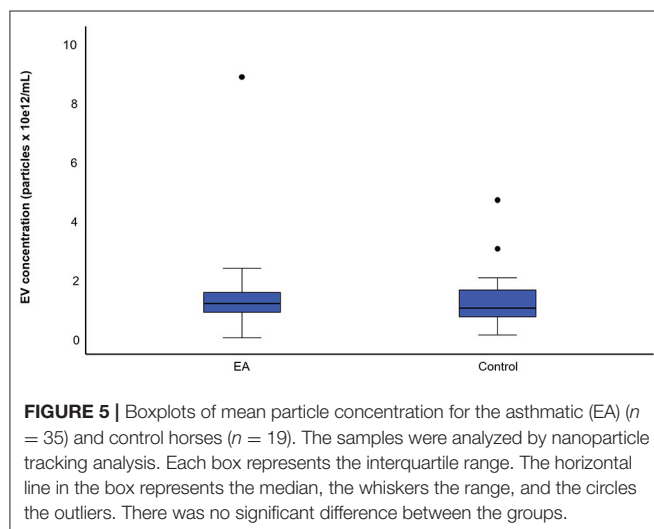 10
8
6
4
2
0
EV concentration (particles x 10e12/mL)
EA
Control
FIGURE 5 | Boxplots of mean particle concentration for the asthmatic (EA) (n
= 35) and control horses (n = 19). The samples were analyzed by nanoparticle
tracking analysis. Each box represents the interquartile range. The horizontal
line in the box represents the median, the whiskers the range, and the circles
the outliers. There was no significant difference between the groups.